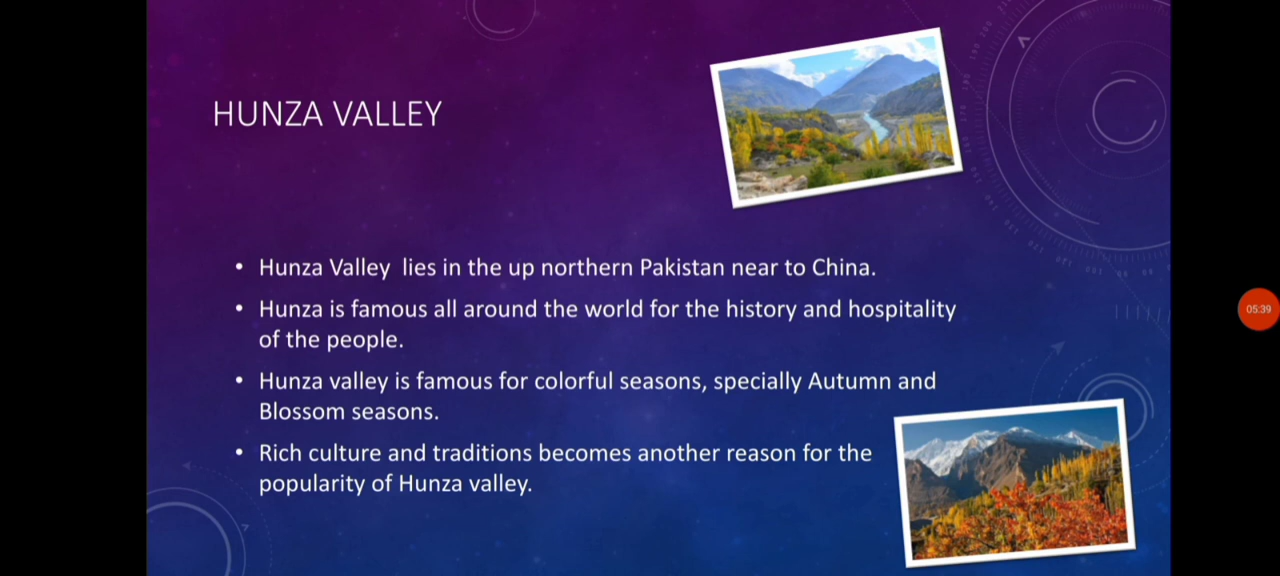 HUNZA VALLEY
• Hunza Valley  lies in the up northern Pakistan near to China.
• Hunza is famous all around the world for the history and hospitality
of the people.
• Hunza valley is famous for colorful seasons, specially Autumn and
Blossom seasons.
• Rich culture and traditions becomes another reason for the
popularity of Hunza valley.
05:39